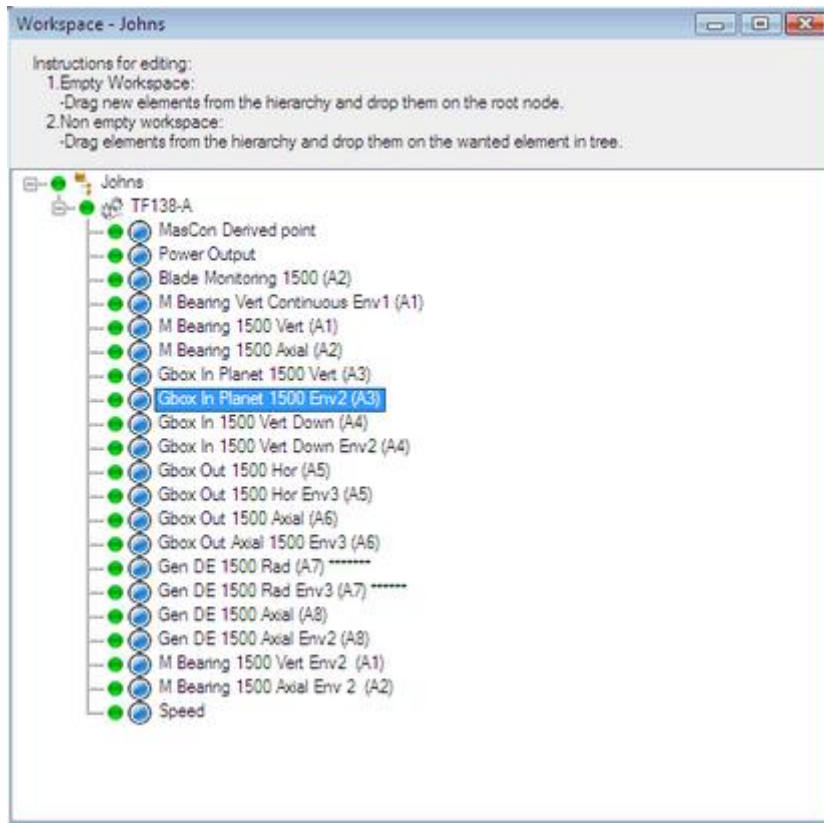 Workspace - Johns
Instructions for editing:
1.Empty Workspace:
-Drag new elements from the hierarchy and drop them on the root node.
2.Non empty workspace:
-Drag elements from the hierarchy and drop them on the wanted element in tree.
Johns
TF138-A
MasCon Derived point
Power Output
Blade Monitoring 1500 (A2)
M Bearing Vert Continuous Env1 (A1)
M Bearing 1500 Vert (A1)
M Bearing 1500 Axial (A2)
Gbox In Planet 1500 Vert (A3)
Gbox In Planet 1500 Env2 (A3)
Gbox In 1500 Vert Down (A4)
Gbox In 1500 Vert Down Env2 (A4)
Gbox Out 1500 Hor (A5)
Gbox Out 1500 Hor Env3 (A5)
Gbox Out 1500 Axial (A6)
Gbox Out Axial 1500 Env3 (A6)
Gen DE 1500 Rad (A7) *******
Gen DE 1500 Rad Env3 (A7) ******
Gen DE 1500 Axial (A8)
Gen DE 1500 Axial Env2 (A8)
M Bearing 1500 Vert Env2  (A1)
M Bearing 1500 Axial Env 2  (A2)
Speed